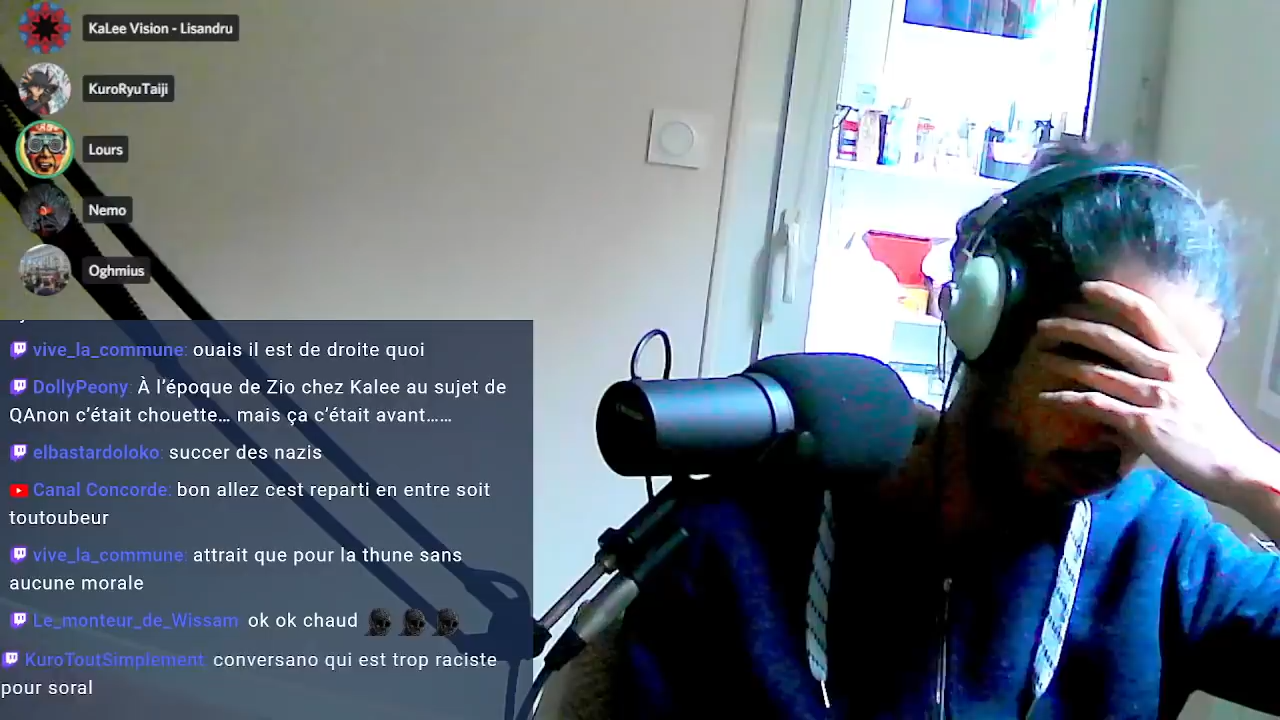 KaLee Vision - Lisandru
KuroRyuTaiji
Lours
Nemo
Oghmius
vive_la_commune: ouais il est de droite quoi
DollyPeony: À l’époque de Zio chez Kalee au sujet de
QAnon c’était chouette… mais ça c’était avant……
elbastardoloko: succer des nazis
Canal Concorde: bon allez cest reparti en entre soit
toutoubeur
vive_la_commune: attrait que pour la thune sans
aucune morale
Le_monteur_de_Wissam ok ok chaud
KuroToutSimplement conversano qui est trop raciste
pour soral